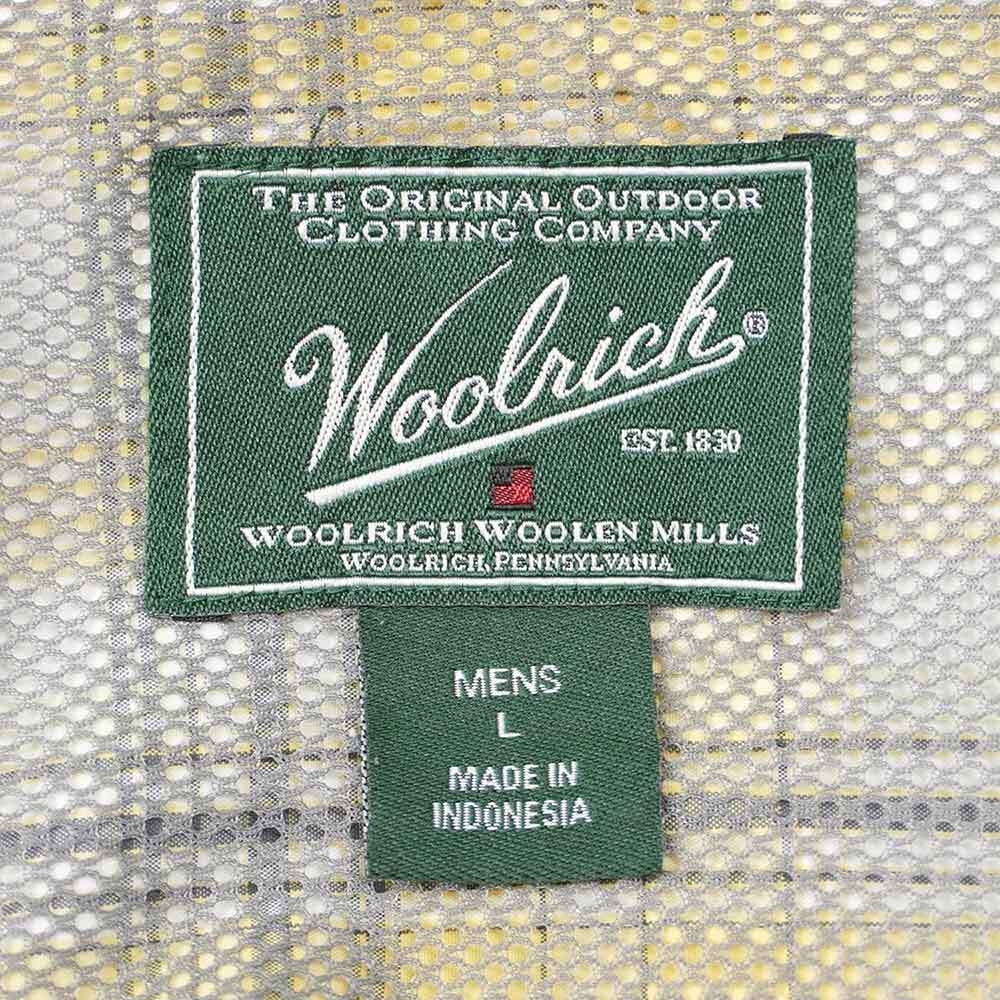 THE ORIGINAL OUTDOOR
CLOTHING COMPANY
Woolrich®
EST. 1830
WOOLRICH WOOLEN MILLS
WOOLRICH, PENNSYLVANIA
MENS
L
MADE IN
INDONESIA